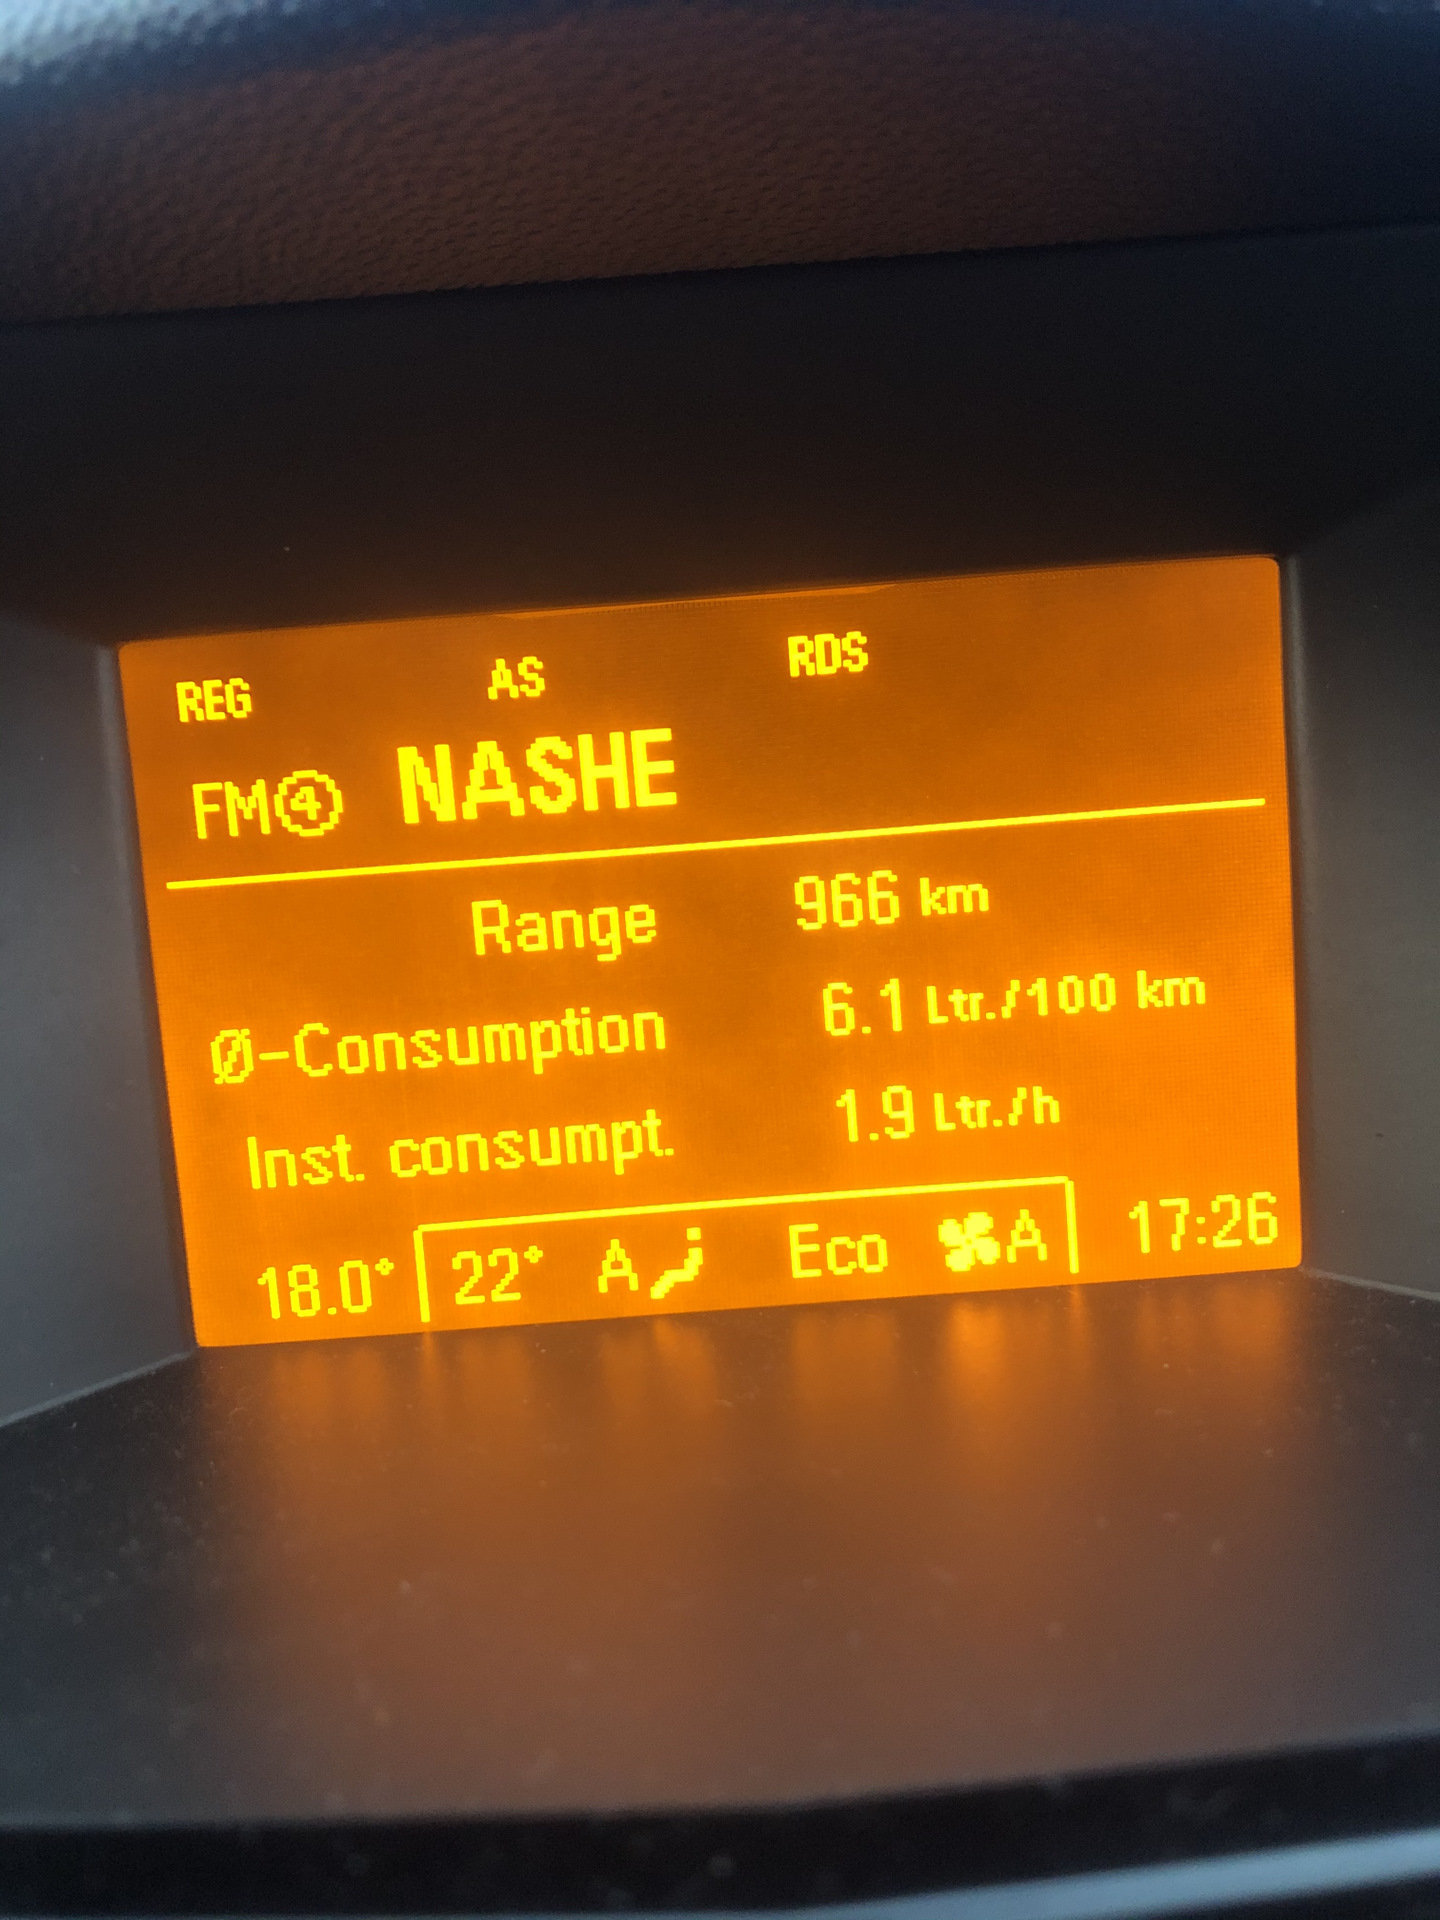 REG AS RDS
FM④ NASHE
Range 966 km
Ø-Consumption 6.1 Ltr./100 km
Inst. consumpt. 1.9 Ltr./h
18.0° 22° A Eco A 17:26